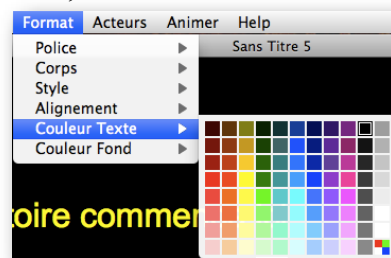 Format Acteurs Animer Help
Sans Titre 5
Police
Corps
Style
Alignement
Couleur Texte
Couleur Fond
toire commer